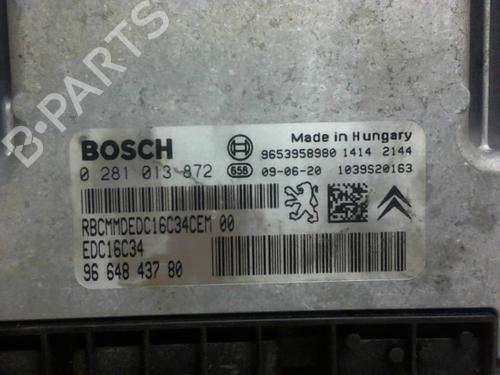 B-PARTS
BOSCH
Made in Hungary
9653958980 1414 2144
0 281 013 872 656 09-06-20 1039S20163
RBCMMDEDC16C34CEM 00
EDC16C34
96 648 437 80